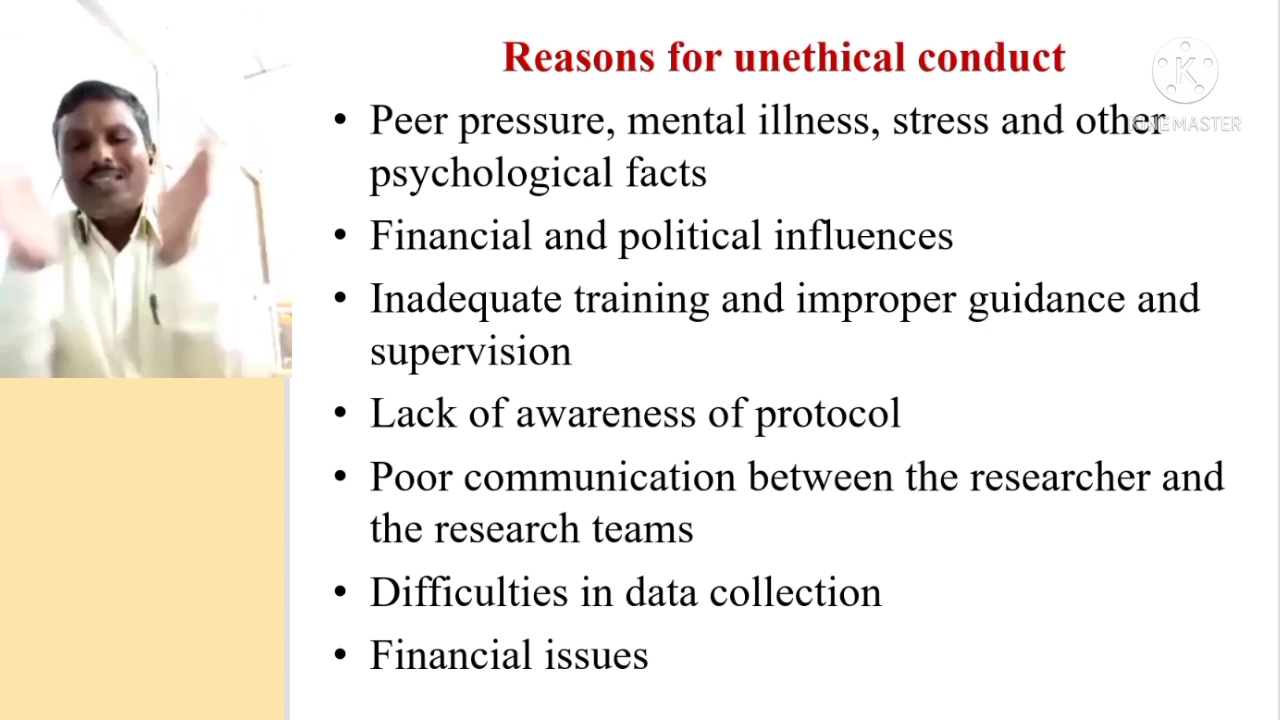 Reasons for unethical conduct
• Peer pressure, mental illness, stress and other
psychological facts
• Financial and political influences
• Inadequate training and improper guidance and
supervision
• Lack of awareness of protocol
• Poor communication between the researcher and
the research teams
• Difficulties in data collection
• Financial issues
K
KINEMASTER